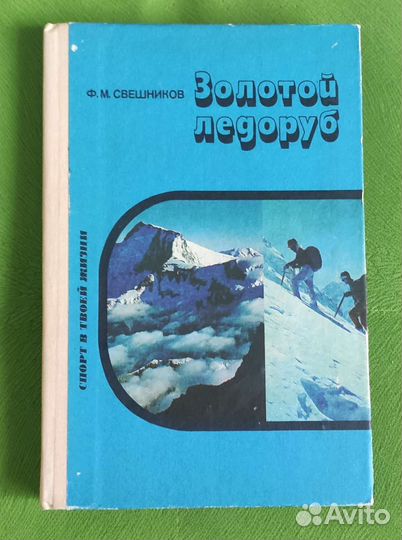 Ф. М. СВЕШНИКОВ
Золотой
ледоруб
СПОРТ В ТВОЕЙ ЖИЗНИ
Avito